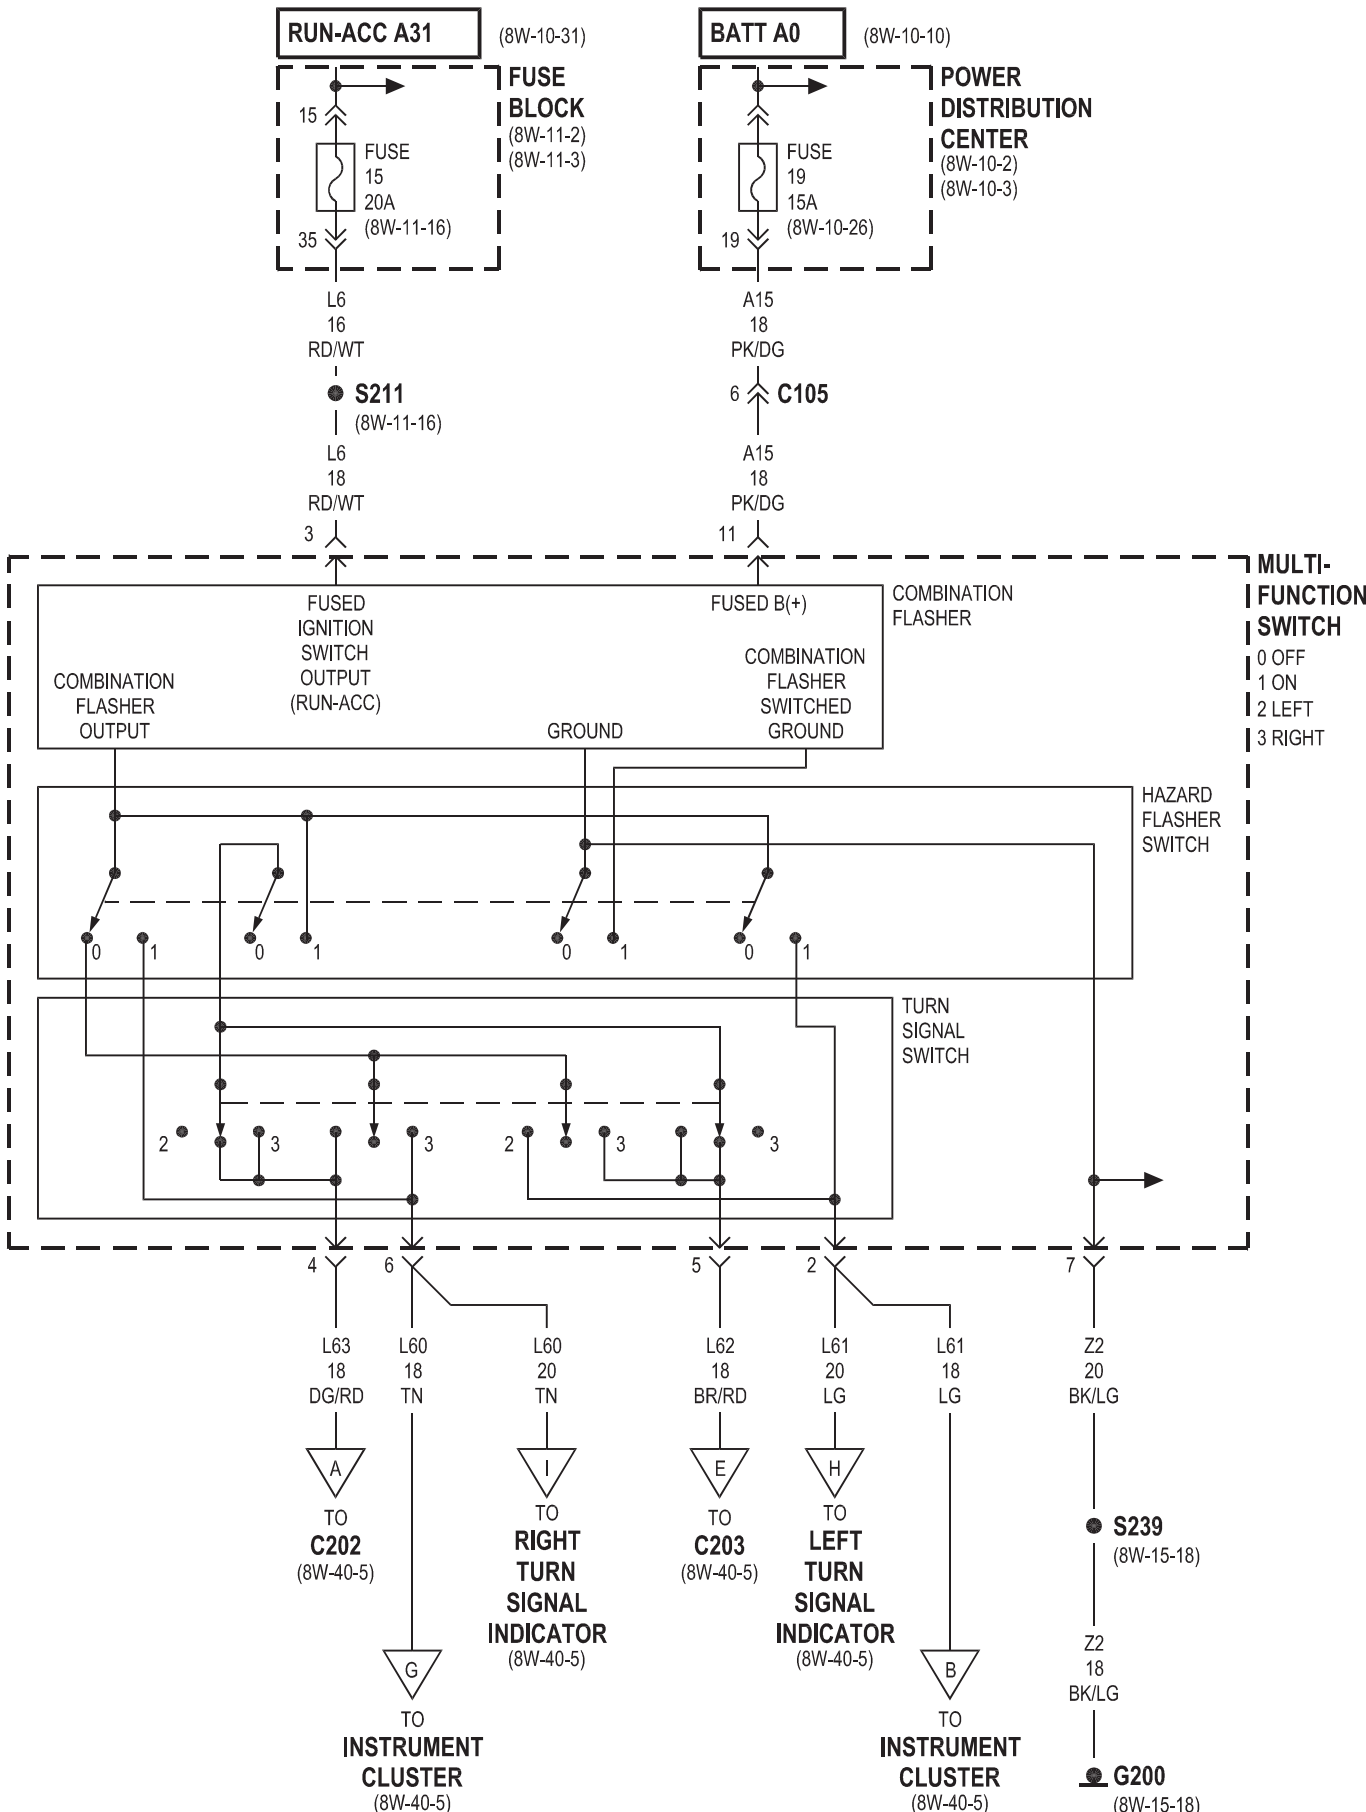 RUN-ACC A31
(8W-10-31)
BATT A0
(8W-10-10)
FUSE
BLOCK
(8W-11-2)
(8W-11-3)
15
FUSE
15
20A
(8W-11-16)
35
POWER
DISTRIBUTION
CENTER
(8W-10-2)
(8W-10-3)
FUSE
19
15A
(8W-10-26)
19
L6
16
RD/WT
A15
18
PK/DG
S211
(8W-11-16)
6
C105
L6
18
RD/WT
A15
18
PK/DG
3
11
MULTI-
FUNCTION
SWITCH
0 OFF
1 ON
2 LEFT
3 RIGHT
COMBINATION
FLASHER
FUSED
IGNITION
SWITCH
OUTPUT
(RUN-ACC)
FUSED B(+)
COMBINATION
FLASHER
OUTPUT
GROUND
COMBINATION
FLASHER
SWITCHED
GROUND
HAZARD
FLASHER
SWITCH
0
1
0
1
0
1
0
1
TURN
SIGNAL
SWITCH
2
3
3
2
3
3
4
6
5
2
7
L63
18
DG/RD
L60
18
TN
L60
20
TN
L62
18
BR/RD
L61
20
LG
L61
18
LG
Z2
20
BK/LG
A
TO
C202
(8W-40-5)
I
TO
RIGHT
TURN
SIGNAL
INDICATOR
(8W-40-5)
E
TO
C203
(8W-40-5)
H
TO
LEFT
TURN
SIGNAL
INDICATOR
(8W-40-5)
S239
(8W-15-18)
Z2
18
BK/LG
G
TO
INSTRUMENT
CLUSTER
(8W-40-5)
B
TO
INSTRUMENT
CLUSTER
(8W-40-5)
G200
(8W-15-18)